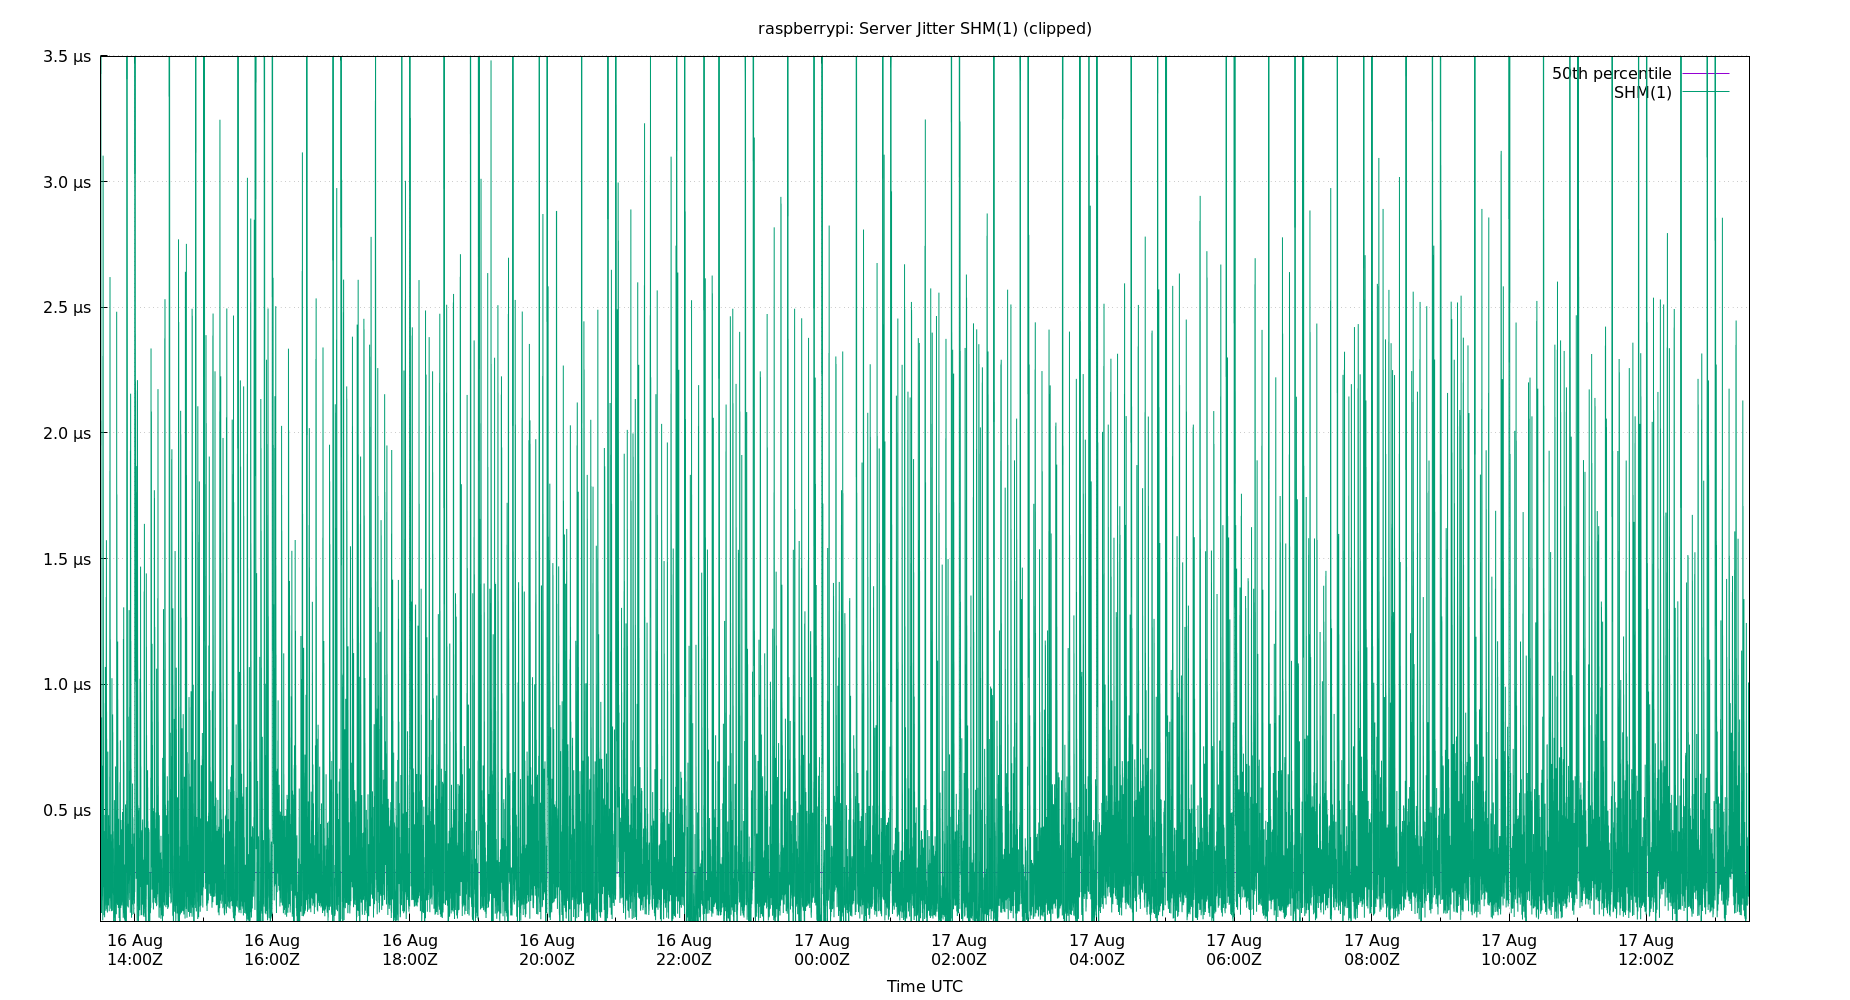 raspberrypi: Server Jitter SHM(1) (clipped)
3.5 µs
3.0 µs
2.5 µs
2.0 µs
1.5 µs
1.0 µs
0.5 µs
50th percentile
SHM(1)
16 Aug 16 Aug 16 Aug 16 Aug 16 Aug 17 Aug 17 Aug 17 Aug 17 Aug 17 Aug 17 Aug 17 Aug
14:00Z 16:00Z 18:00Z 20:00Z 22:00Z 00:00Z 02:00Z 04:00Z 06:00Z 08:00Z 10:00Z 12:00Z
Time UTC